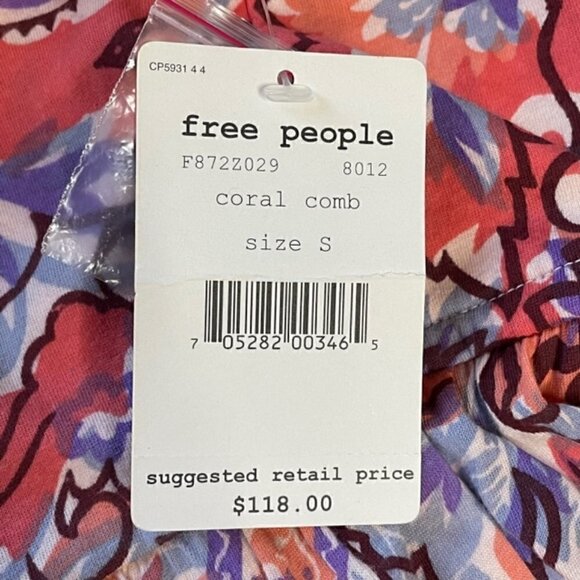 CP5931 4 4
free people
F872Z029 8012
coral comb
size S
7 05282 00346 5
suggested retail price
$118.00